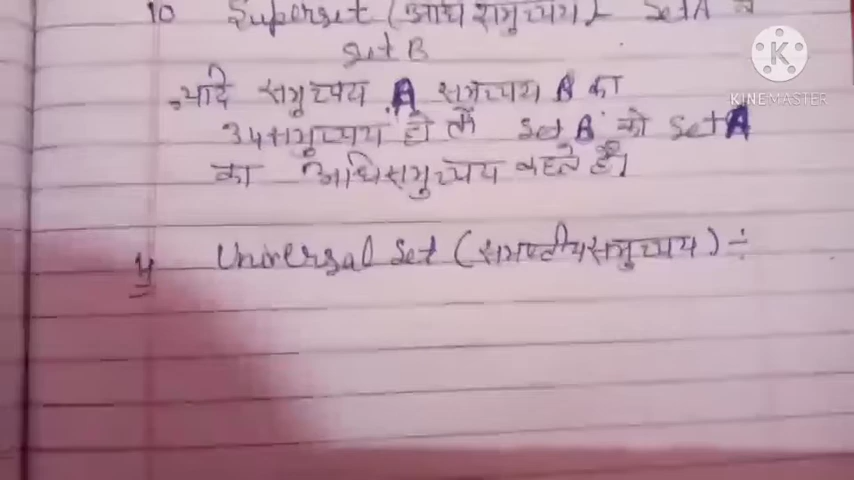 10 Superset (अधिसमुच्चय)- Set A व
Set B
यदि समुच्चय A समुच्चय B का
उपसमुच्चय हो तो Set B को Set A
का अधिसमुच्चय कहते हैं।
Universal Set (समष्टीय समुच्चय) ÷
KINEMASTER